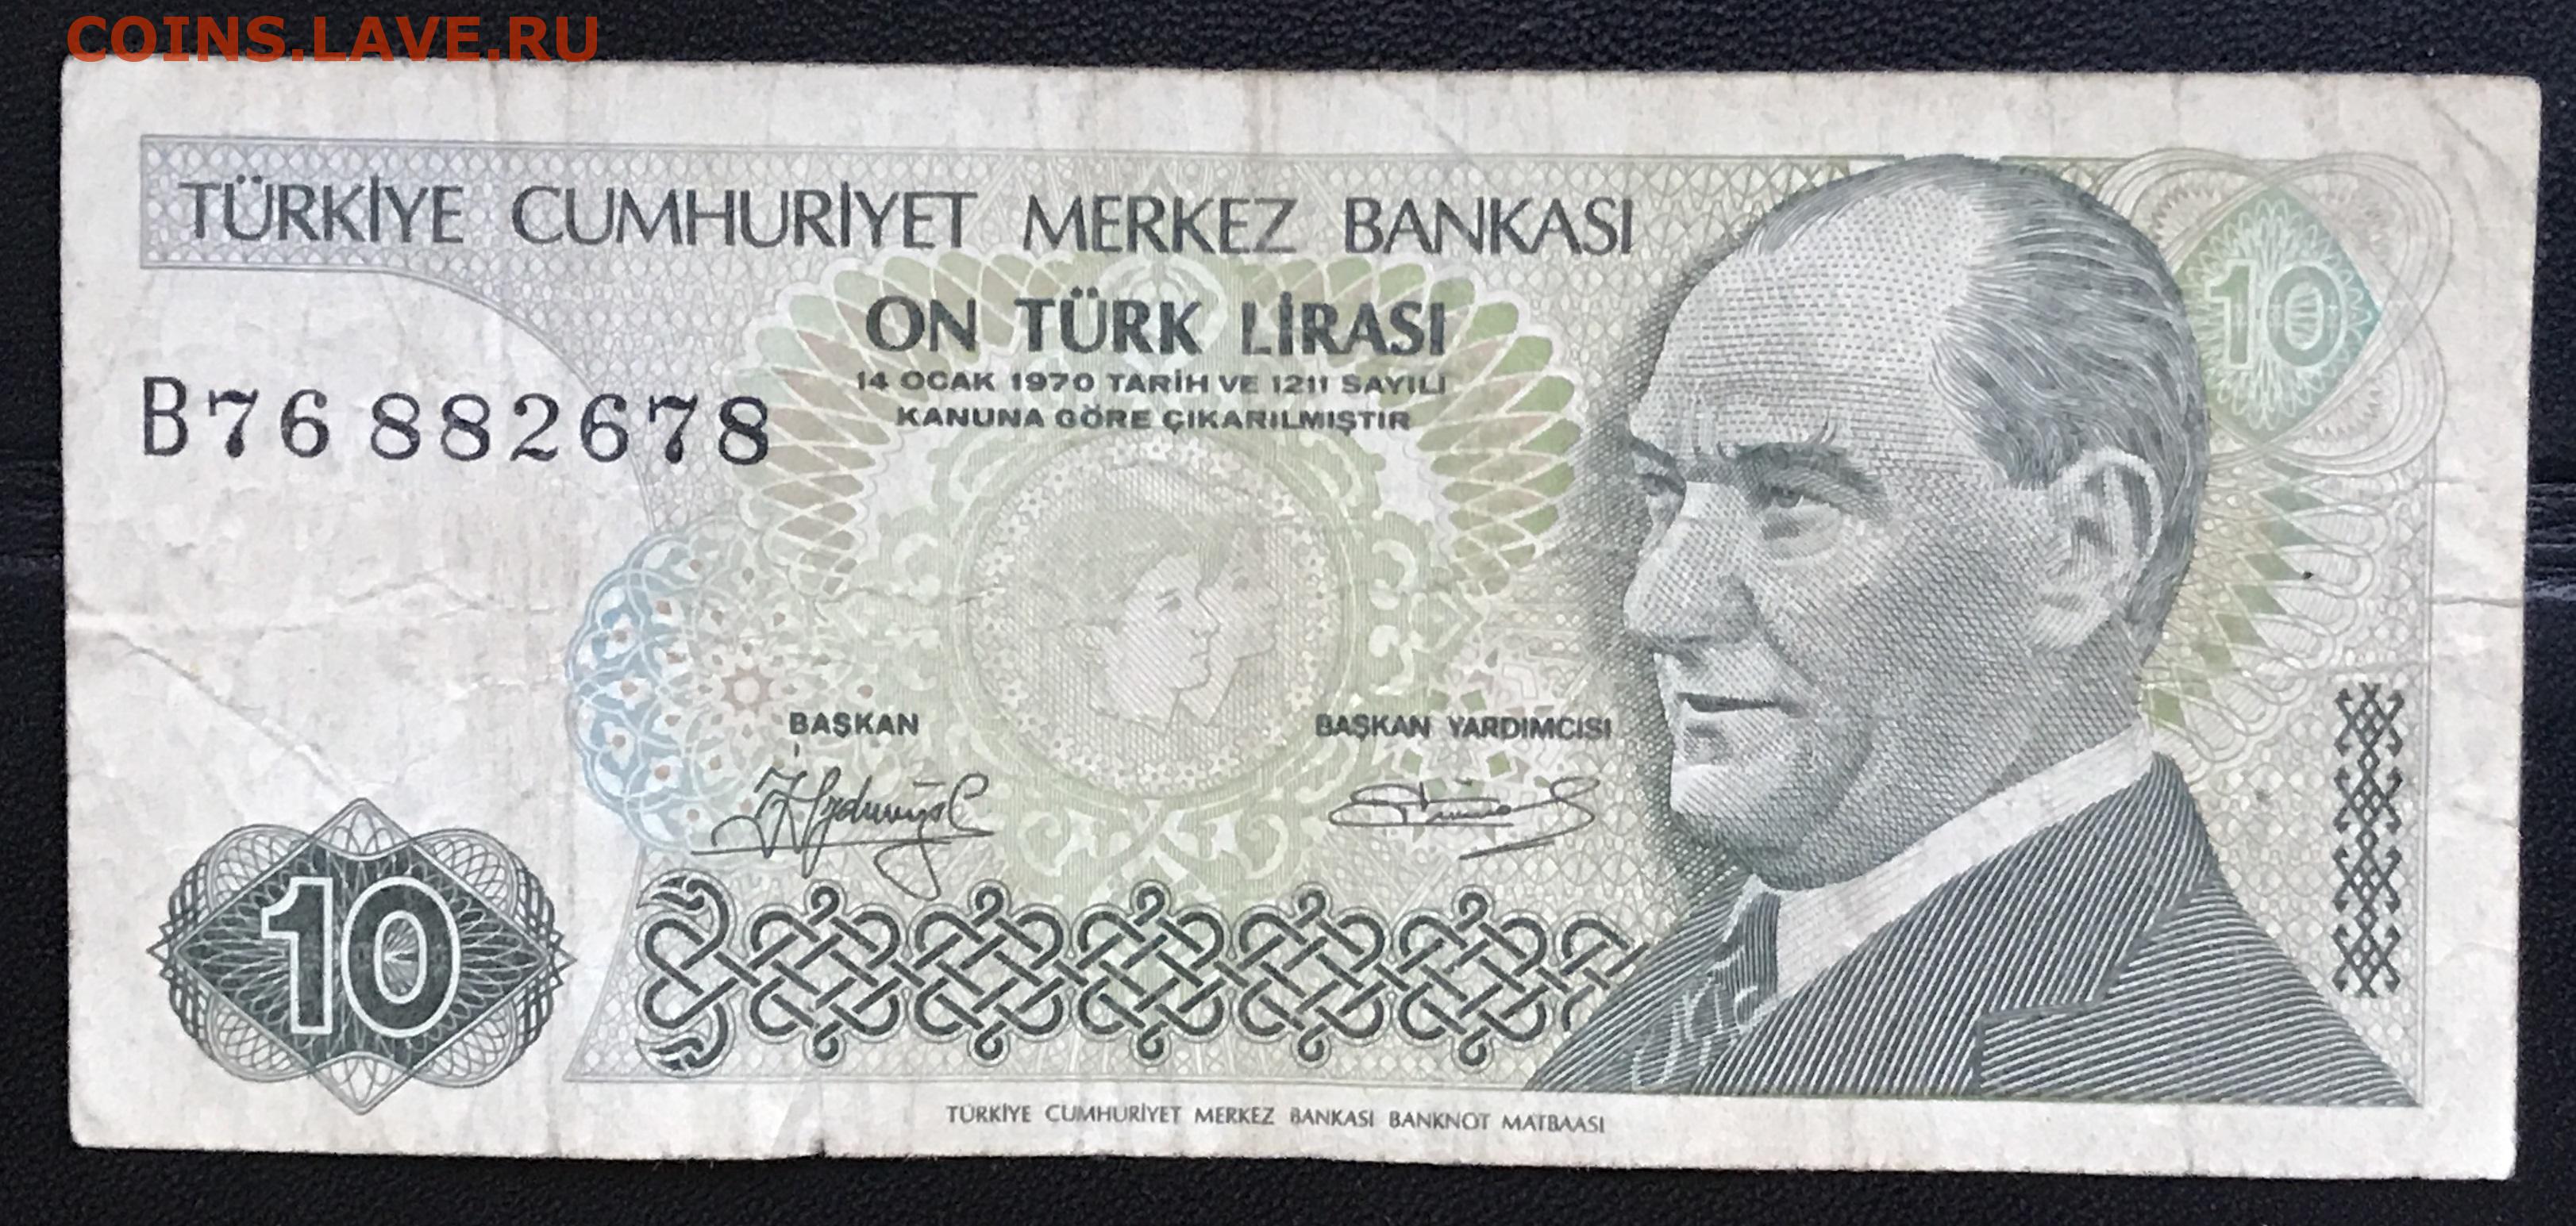 COINS.LAVE.RU
TÜRKİYE CUMHURİYET MERKEZ BANKASI
10
ON TÜRK LİRASI
14 OCAK 1970 TARİH VE 1211 SAYILI
KANUNA GÖRE ÇIKARILMIŞTIR
B76 882678
BAŞKAN
BAŞKAN YARDIMCISI
10
TÜRKİYE CUMHURİYET MERKEZ BANKASI BANKNOT MATBAASI